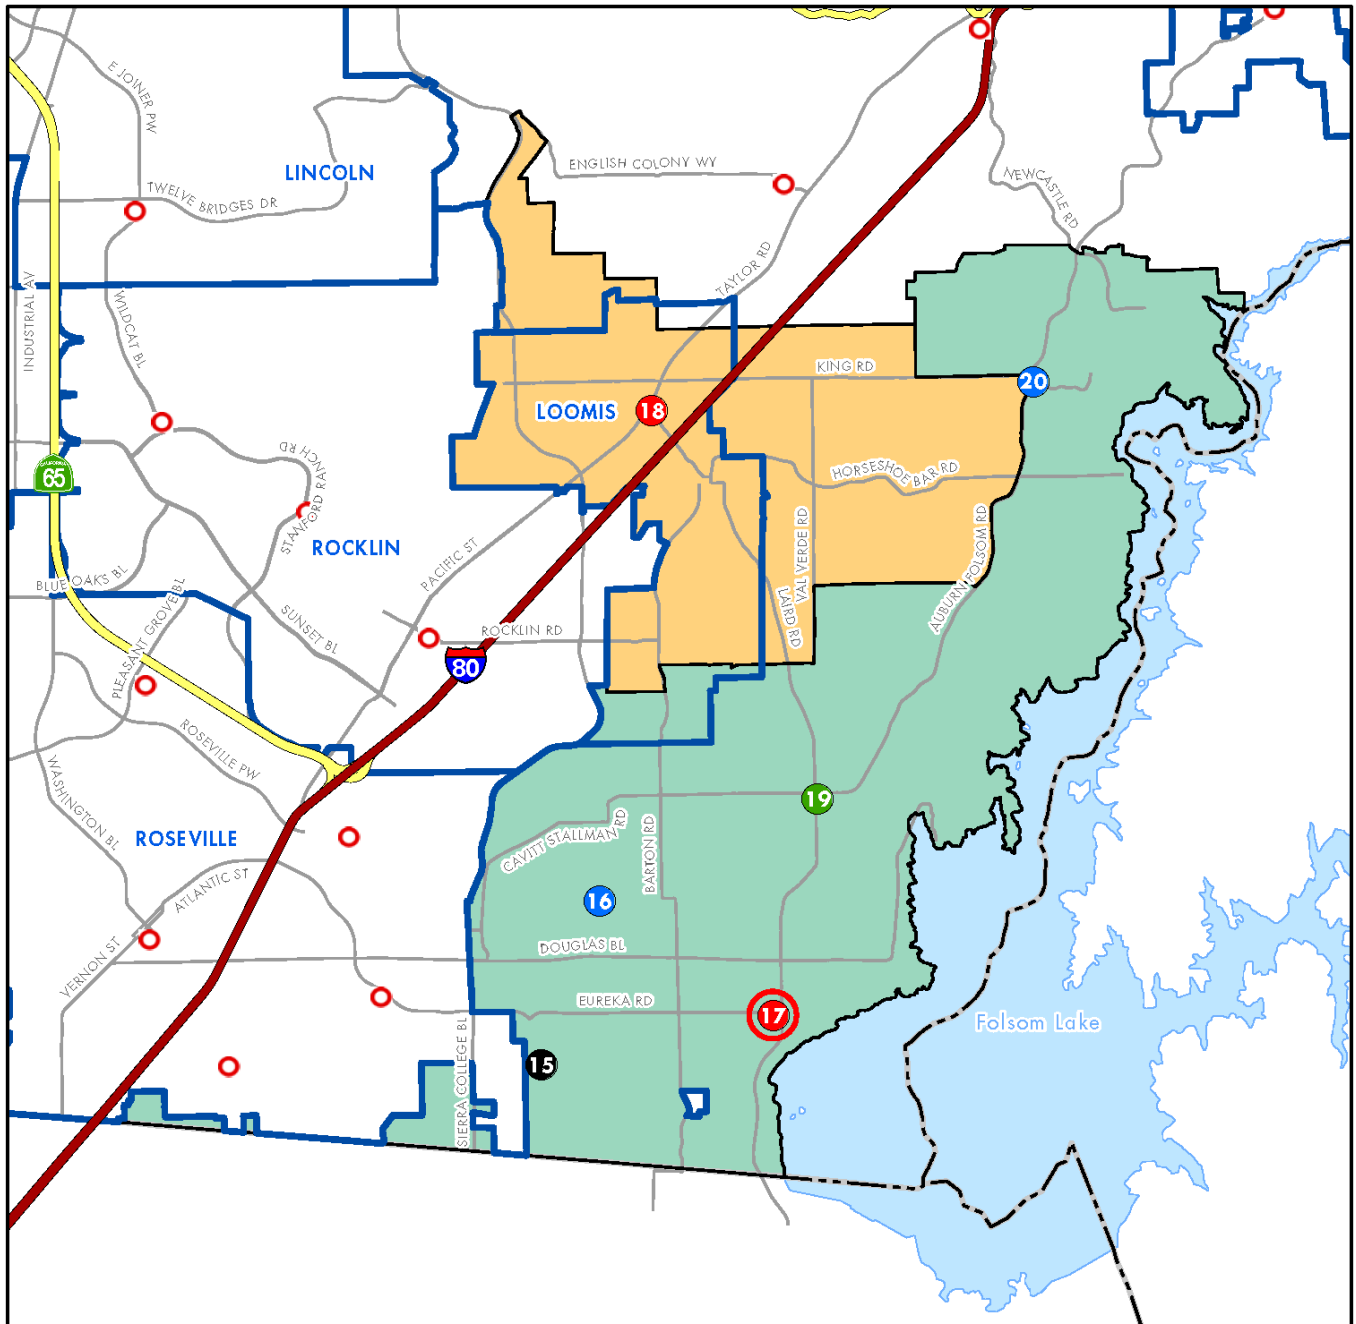 E JOINER PW
LINCOLN
ENGLISH COLONY WY
TWELVE BRIDGES DR
NEWCASTLE RD
TAYLOR RD
INDUSTRIAL AV
WILDCAT BL
KING RD
20
LOOMIS
18
STANFORD RANCH RD
HORSESHOE BAR RD
CALIFORNIA
65
ROCKLIN
PACIFIC ST
VAL VERDE RD
AUBURN FOLSOM RD
BLUE OAKS BL
PLEASANT GROVE BL
SUNSET BL
LAIRD RD
ROCKLIN RD
80
ROSEVILLE PW
WASHINGTON BL
19
ROSEVILLE
CAVITT STALLMAN RD
BARTON RD
ATLANTIC ST
16
DOUGLAS BL
VERNON ST
EUREKA RD
17
Folsom Lake
15
SIERRA COLLEGE BL